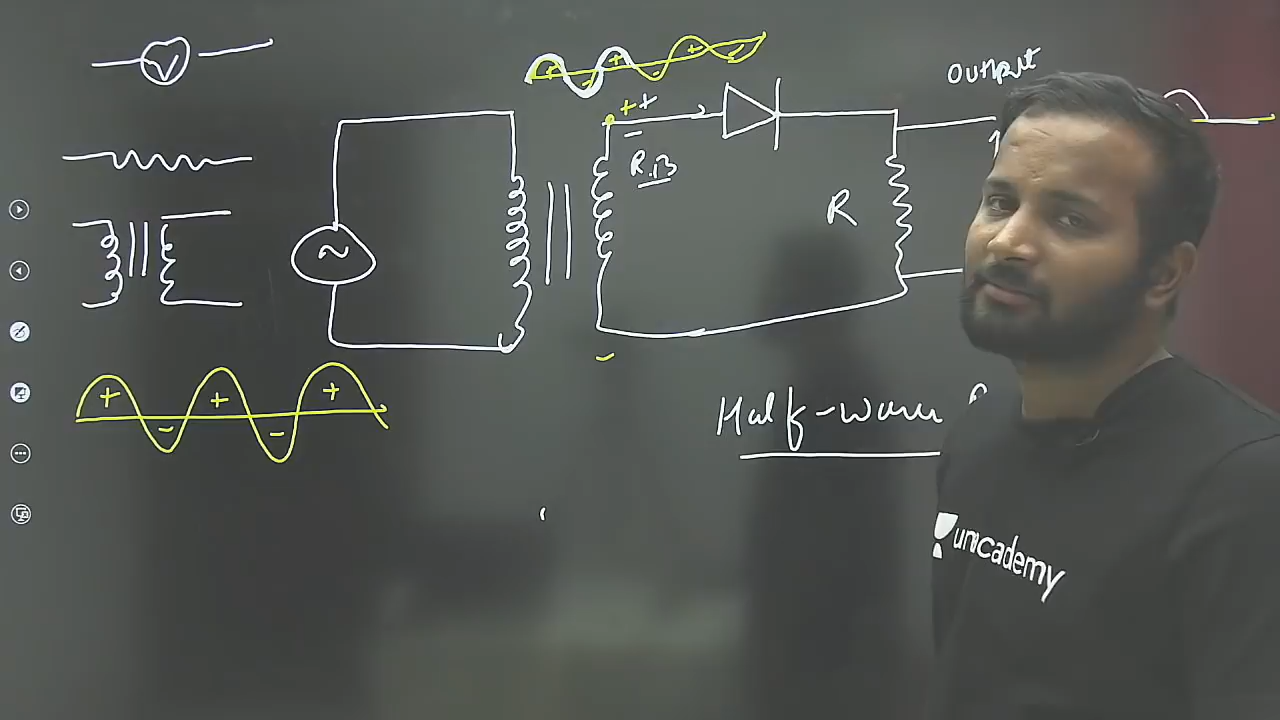 Output
V
+ - + - + -
+ +
-
R.B
R
~
-
+ - + - +
Half-wave
unacademy